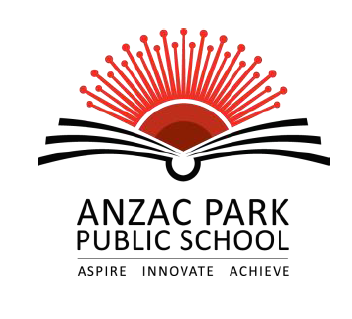 ANZAC PARK
PUBLIC SCHOOL
ASPIRE INNOVATE ACHIEVE